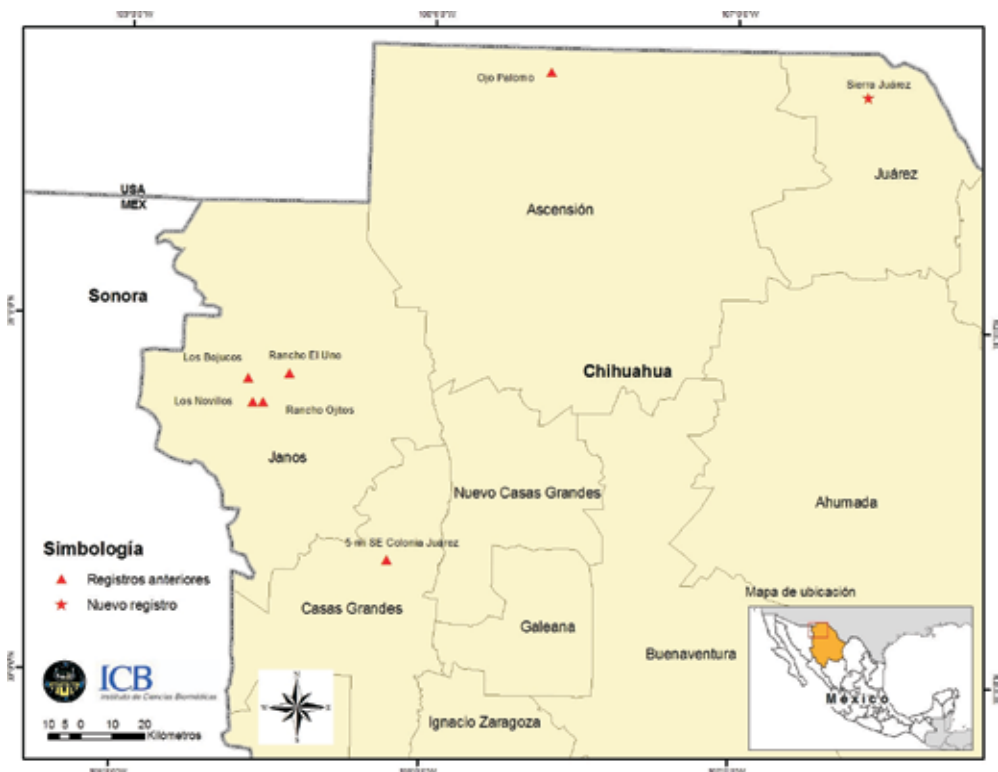 Ojo Palomo
Sierra Juárez
Juárez
USA
MEX
Ascensión
Sonora
Los Bejucos
Rancho El Uno
Chihuahua
Los Novillos
Rancho Ojitos
Janos
Nuevo Casas Grandes
Ahumada
5 mi SE Colonia Juárez
Simbología
Registros anteriores
Nuevo registro
Casas Grandes
Galeana
Mapa de ubicación
Buenaventura
México
ICB
Instituto de Ciencias Biomédicas
N
W
E
S
Ignacio Zaragoza
10 5 0 10 20
Kilómetros